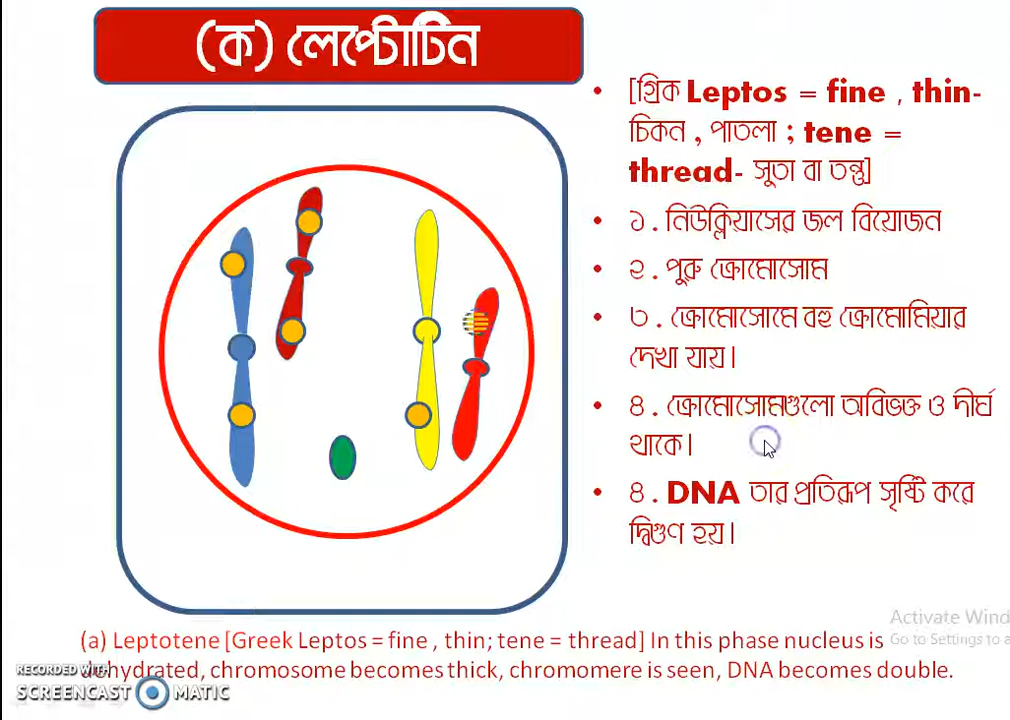 (ক) লেপ্টোটিন
[গ্রিক Leptos = fine , thin-
চিকন , পাতলা ; tene =
thread- সুতা বা তন্তু]
১ . নিউক্লিয়াসের জল বিয়োজন
২ . পুরু ক্রোমোসোম
৩ . ক্রোমোসোমে বহু ক্রোমোমিয়ার
দেখা যায়।
৪ . ক্রোমোসোমগুলো অবিভক্ত ও দীর্ঘ
থাকে।
৪ . DNA তার প্রতিরূপ সৃষ্টি করে
দ্বিগুণ হয়।
(a) Leptotene [Greek Leptos = fine , thin; tene = thread] In this phase nucleus is
dehydrated, chromosome becomes thick, chromomere is seen, DNA becomes double.
Activate Wind
Go to Settings to a
RECORDED WITH
SCREENCAST MATIC